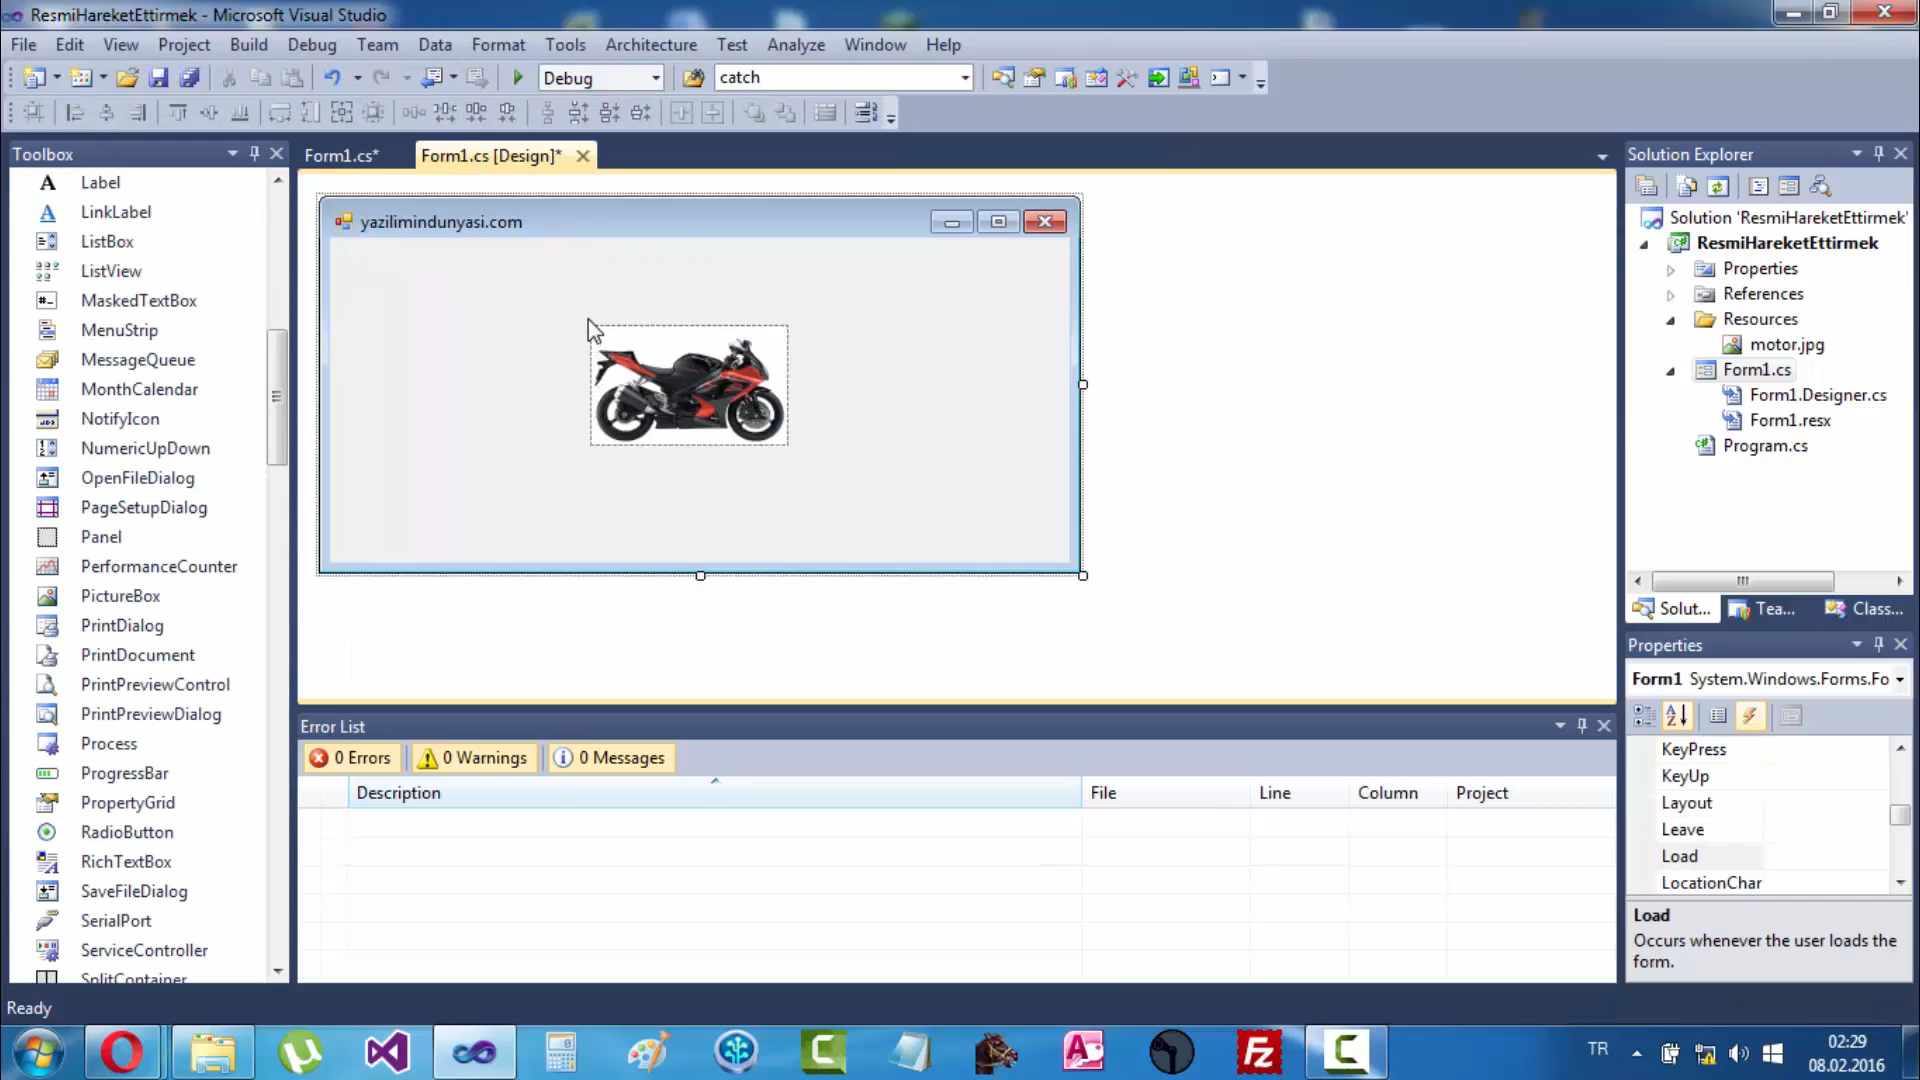 ResmiHareketEttirmek - Microsoft Visual Studio
File Edit View Project Build Debug Team Data Format Tools Architecture Test Analyze Window Help
Debug catch
Toolbox
Form1.cs* Form1.cs [Design]*
Solution Explorer
Label
LinkLabel
ListBox
ListView
MaskedTextBox
MenuStrip
MessageQueue
MonthCalendar
NotifyIcon
NumericUpDown
OpenFileDialog
PageSetupDialog
Panel
PerformanceCounter
PictureBox
PrintDialog
PrintDocument
PrintPreviewControl
PrintPreviewDialog
Process
ProgressBar
PropertyGrid
RadioButton
RichTextBox
SaveFileDialog
SerialPort
ServiceController
SplitContainer
yazilimindunyasi.com
Solution 'ResmiHareketEttirmek'
ResmiHareketEttirmek
Properties
References
Resources
motor.jpg
Form1.cs
Form1.Designer.cs
Form1.resx
Program.cs
Solut... Tea... Class...
Properties
Form1 System.Windows.Forms.Fo
KeyPress
KeyUp
Layout
Leave
Load
LocationChar
Load
Occurs whenever the user loads the
form.
Error List
0 Errors 0 Warnings 0 Messages
Description File Line Column Project
Ready
TR
02:29
08.02.2016